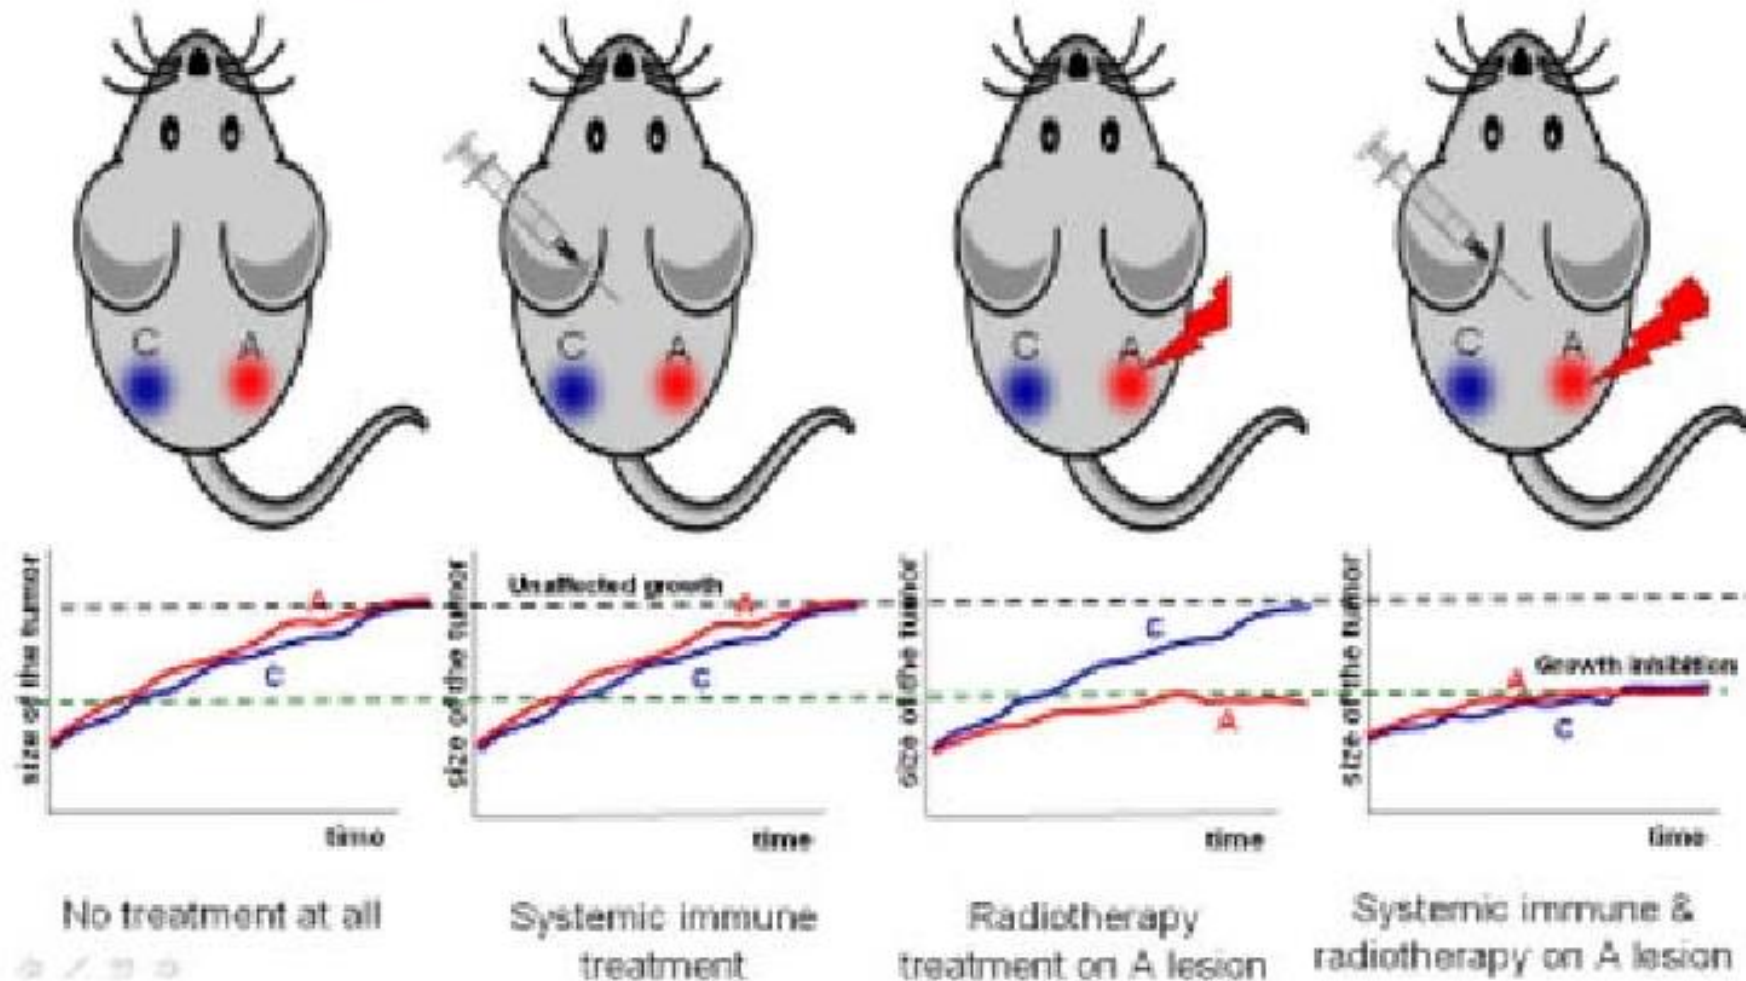 C A
C A
C A
C A
size of the tumor
A
C
time
size of the tumor
Unaffected growth
A
C
time
size of the tumor
C
A
time
size of the tumor
Growth inhibition
A
C
time
No treatment at all
Systemic immune
treatment
Radiotherapy
treatment on A lesion
Systemic immune &
radiotherapy on A lesion